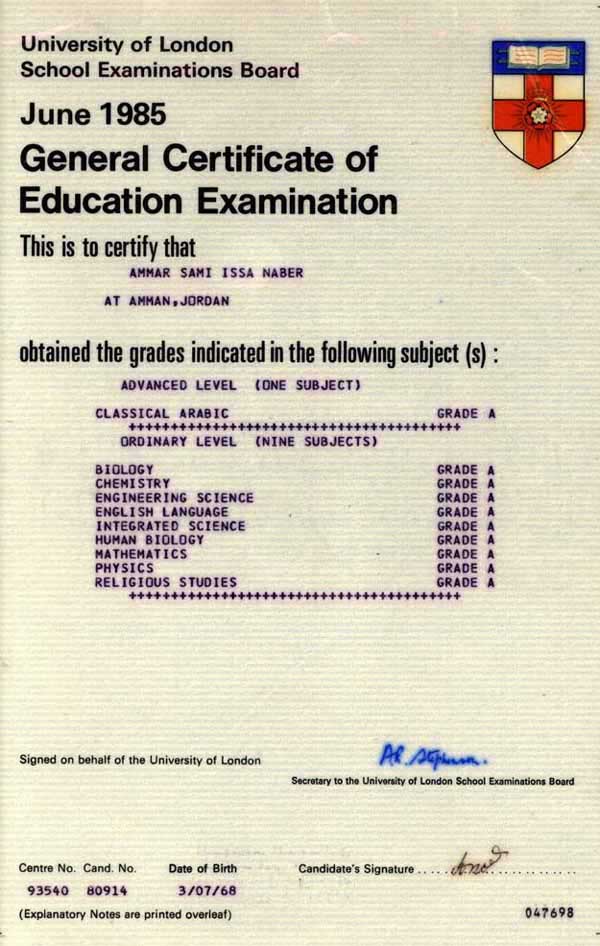 University of London
School Examinations Board
June 1985
General Certificate of
Education Examination
This is to certify that
AMMAR SAMI ISSA NABER
AT AMMAN,JORDAN
obtained the grades indicated in the following subject (s) :
ADVANCED LEVEL (ONE SUBJECT)
CLASSICAL ARABIC GRADE A
+++++++++++++++++++++++++++++++++++++++
ORDINARY LEVEL (NINE SUBJECTS)
BIOLOGY GRADE A
CHEMISTRY GRADE A
ENGINEERING SCIENCE GRADE A
ENGLISH LANGUAGE GRADE A
INTEGRATED SCIENCE GRADE A
HUMAN BIOLOGY GRADE A
MATHEMATICS GRADE A
PHYSICS GRADE A
RELIGIOUS STUDIES GRADE A
+++++++++++++++++++++++++++++++++++++++
Signed on behalf of the University of London
Secretary to the University of London School Examinations Board
Centre No. Cand. No. Date of Birth Candidate's Signature
93540 80914 3/07/68
(Explanatory Notes are printed overleaf) 047698